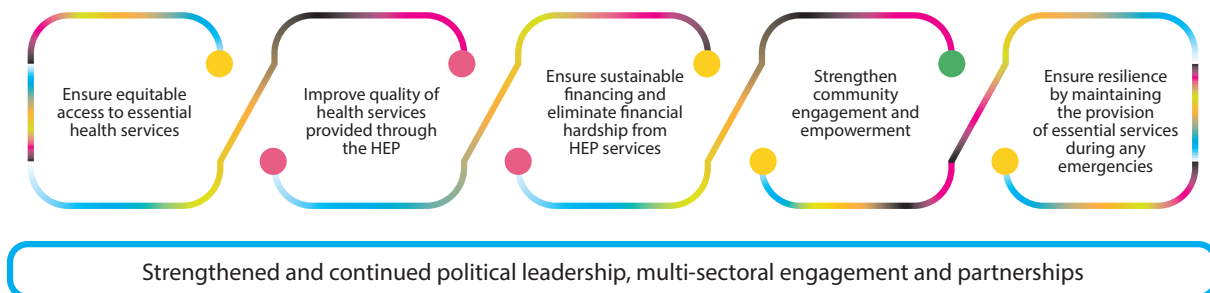 Ensure equitable
access to essential
health services
Improve quality of
health services
provided through
the HEP
Ensure sustainable
financing and
eliminate financial
hardship from
HEP services
Strengthen
community
engagement and
empowerment
Ensure resilience
by maintaining
the provision
of essential services
during any
emergencies
Strengthened and continued political leadership, multi-sectoral engagement and partnerships